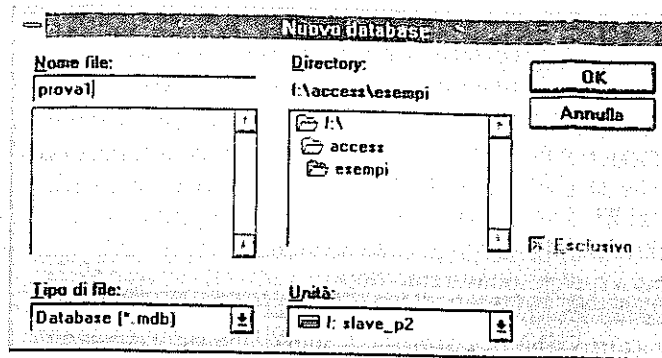 Nuovo database
Nome file:
prova1
Directory:
f:\access\esempi
OK
Annulla
f:\
access
esempi
Esclusivo
Tipo di file:
Database (*.mdb)
Unità:
f: slave_p2